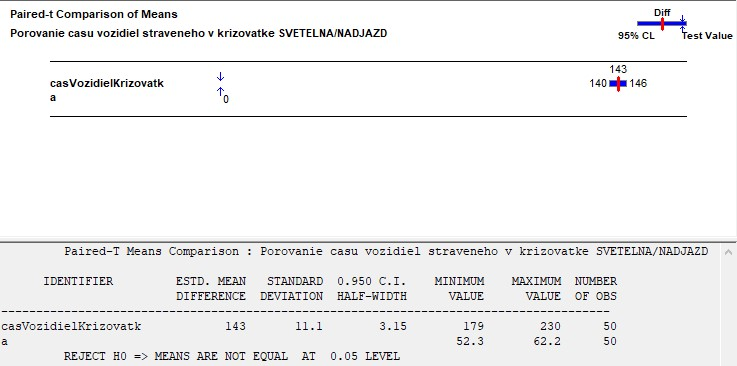 Paired-t Comparison of Means
Porovanie casu vozidiel straveneho v krizovatke SVETELNA/NADJAZD
Diff
95% CL Test Value
casVozidielKrizovatk
a
0
143
140 146
Paired-T Means Comparison : Porovanie casu vozidiel straveneho v krizovatke SVETELNA/NADJAZD
IDENTIFIER ESTD. MEAN STANDARD 0.950 C.I. MINIMUM MAXIMUM NUMBER
DIFFERENCE DEVIATION HALF-WIDTH VALUE VALUE OF OBS
casVozidielKrizovatk 143 11.1 3.15 179 230 50
a 52.3 62.2 50
REJECT H0 => MEANS ARE NOT EQUAL AT 0.05 LEVEL